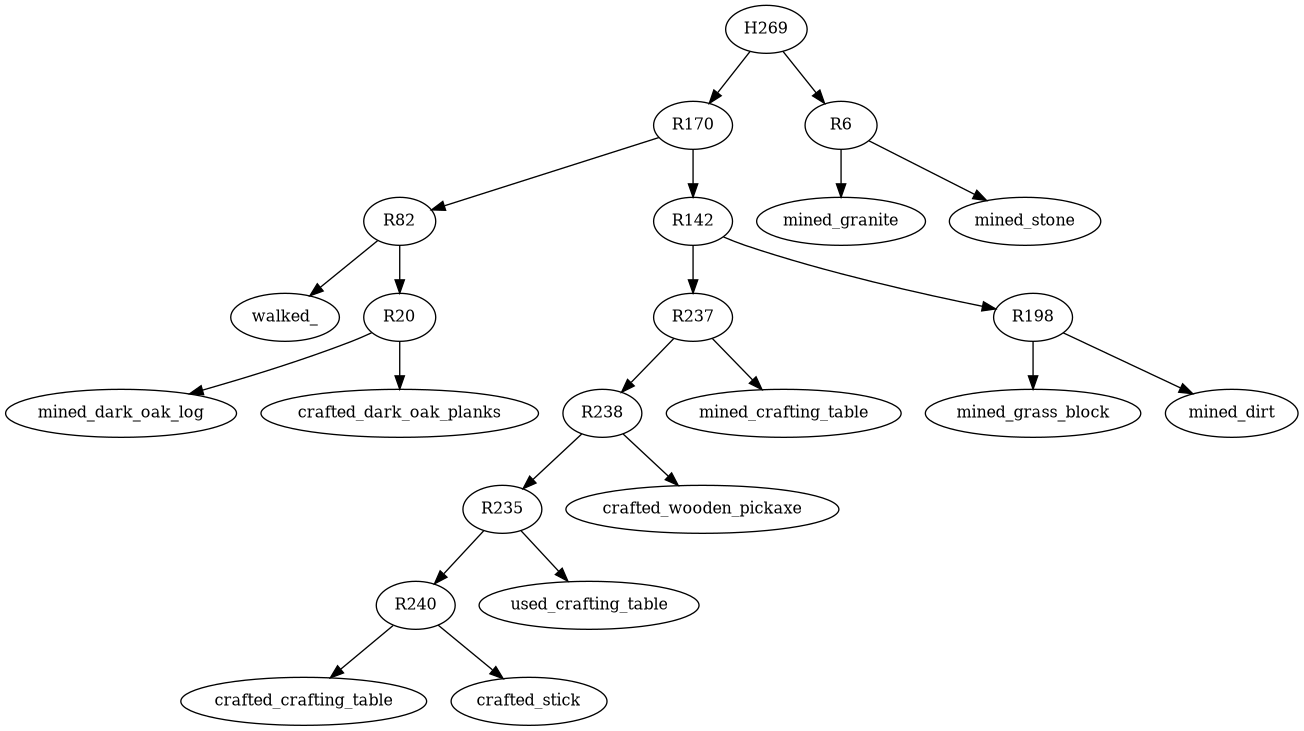 H269
R170
R6
R82
R142
mined_granite
mined_stone
walked_
R20
R237
R198
mined_dark_oak_log
crafted_dark_oak_planks
R238
mined_crafting_table
mined_grass_block
mined_dirt
R235
crafted_wooden_pickaxe
R240
used_crafting_table
crafted_crafting_table
crafted_stick